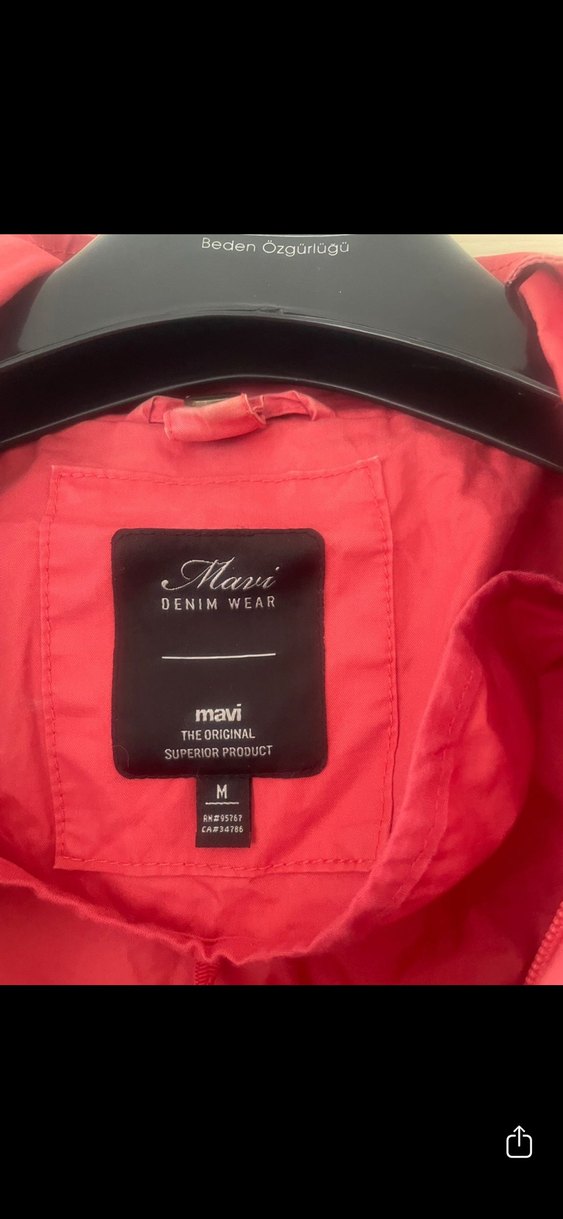 Beden Özgürlüğü
Mavi
DENIM WEAR
mavi
THE ORIGINAL
SUPERIOR PRODUCT
M
RN#95767
CA#34786